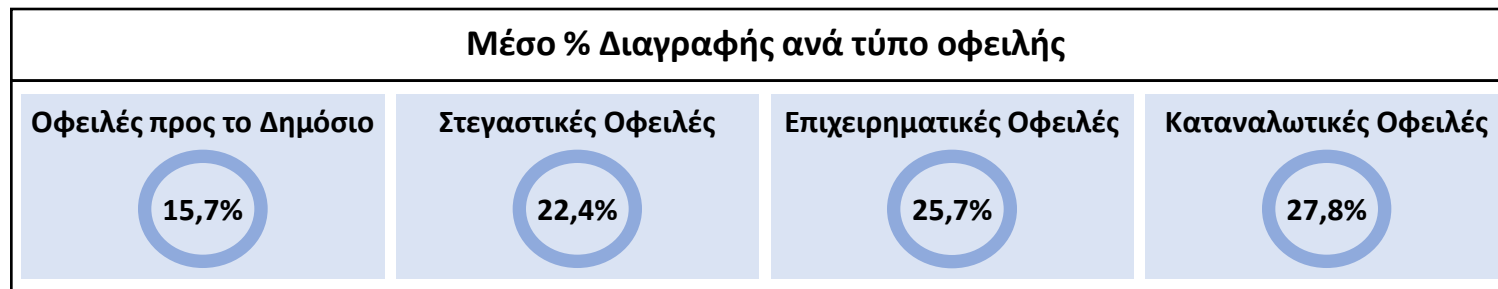 Μέσο % Διαγραφής ανά τύπο οφειλής
Οφειλές προς το Δημόσιο
15,7%
Στεγαστικές Οφειλές
22,4%
Επιχειρηματικές Οφειλές
25,7%
Καταναλωτικές Οφειλές
27,8%